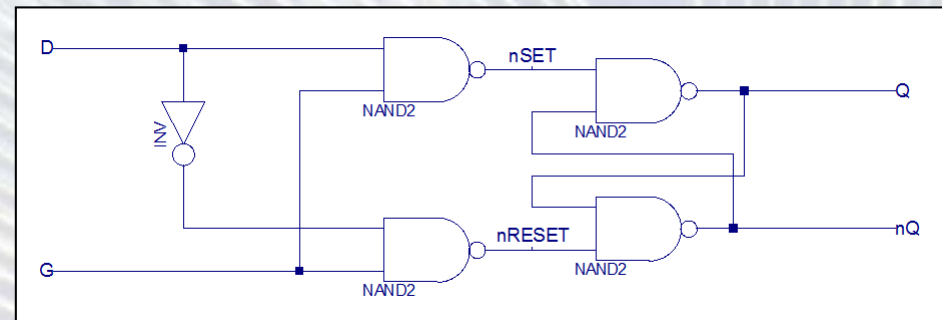 D
nSET
Q
NAND2
NAND2
INV
nRESET
nQ
G
NAND2
NAND2